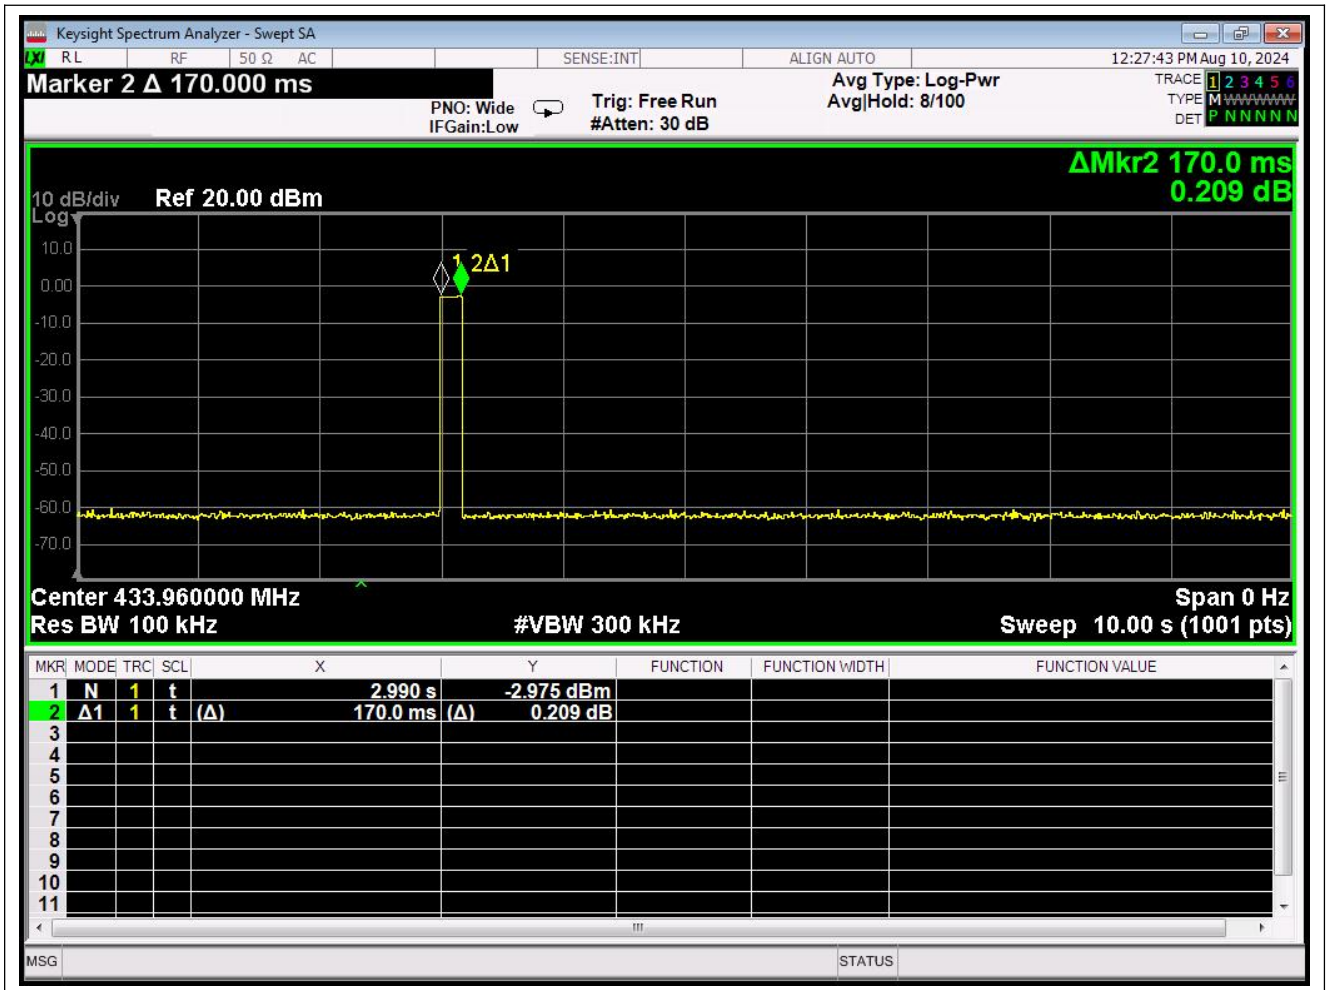 Keysight Spectrum Analyzer - Swept SA
LXI RL RF 50 Ω AC SENSE:INT ALIGN AUTO 12:27:43 PM Aug 10, 2024
Marker 2 Δ 170.000 ms
PNO: Wide
IFGain:Low
Trig: Free Run
#Atten: 30 dB
Avg Type: Log-Pwr
Avg|Hold: 8/100
TRACE 1 2 3 4 5 6
TYPE M WWWWW
DET P N N N N N
ΔMkr2 170.0 ms
0.209 dB
10 dB/div Ref 20.00 dBm
Log
10.0
0.00
-10.0
-20.0
-30.0
-40.0
-50.0
-60.0
-70.0
1 2Δ1
Center 433.960000 MHz Span 0 Hz
Res BW 100 kHz #VBW 300 kHz Sweep 10.00 s (1001 pts)
MKR MODE TRC SCL X Y FUNCTION FUNCTION WIDTH FUNCTION VALUE
1 N 1 t 2.990 s -2.975 dBm
2 Δ1 1 t (Δ) 170.0 ms (Δ) 0.209 dB
3
4
5
6
7
8
9
10
11
MSG STATUS